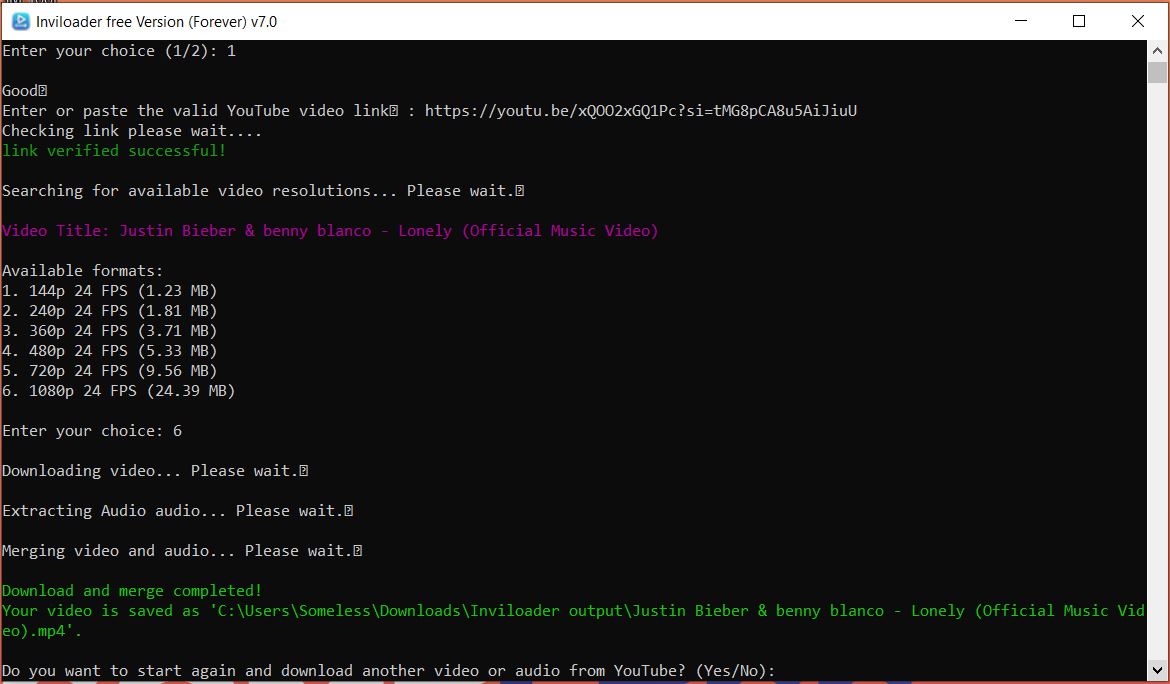 Inviloader free Version (Forever) v7.0
Enter your choice (1/2): 1
Good
Enter or paste the valid YouTube video link : https://youtu.be/xQOO2xGQ1Pc?si=tMG8pCA8u5AiJiuU
Checking link please wait....
link verified successful!
Searching for available video resolutions... Please wait.
Video Title: Justin Bieber & benny blanco - Lonely (Official Music Video)
Available formats:
1. 144p 24 FPS (1.23 MB)
2. 240p 24 FPS (1.81 MB)
3. 360p 24 FPS (3.71 MB)
4. 480p 24 FPS (5.33 MB)
5. 720p 24 FPS (9.56 MB)
6. 1080p 24 FPS (24.39 MB)
Enter your choice: 6
Downloading video... Please wait.
Extracting Audio audio... Please wait.
Merging video and audio... Please wait.
Download and merge completed!
Your video is saved as 'C:\Users\Someless\Downloads\Inviloader output\Justin Bieber & benny blanco - Lonely (Official Music Vid
eo).mp4'.
Do you want to start again and download another video or audio from YouTube? (Yes/No):